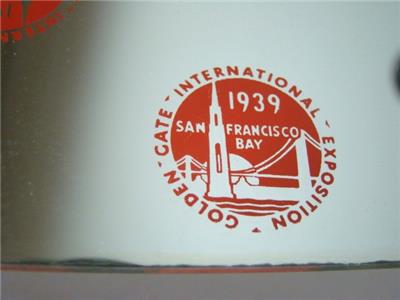 GOLDEN GATE INTERNATIONAL EXPOSITION
1939
SAN FRANCISCO
BAY